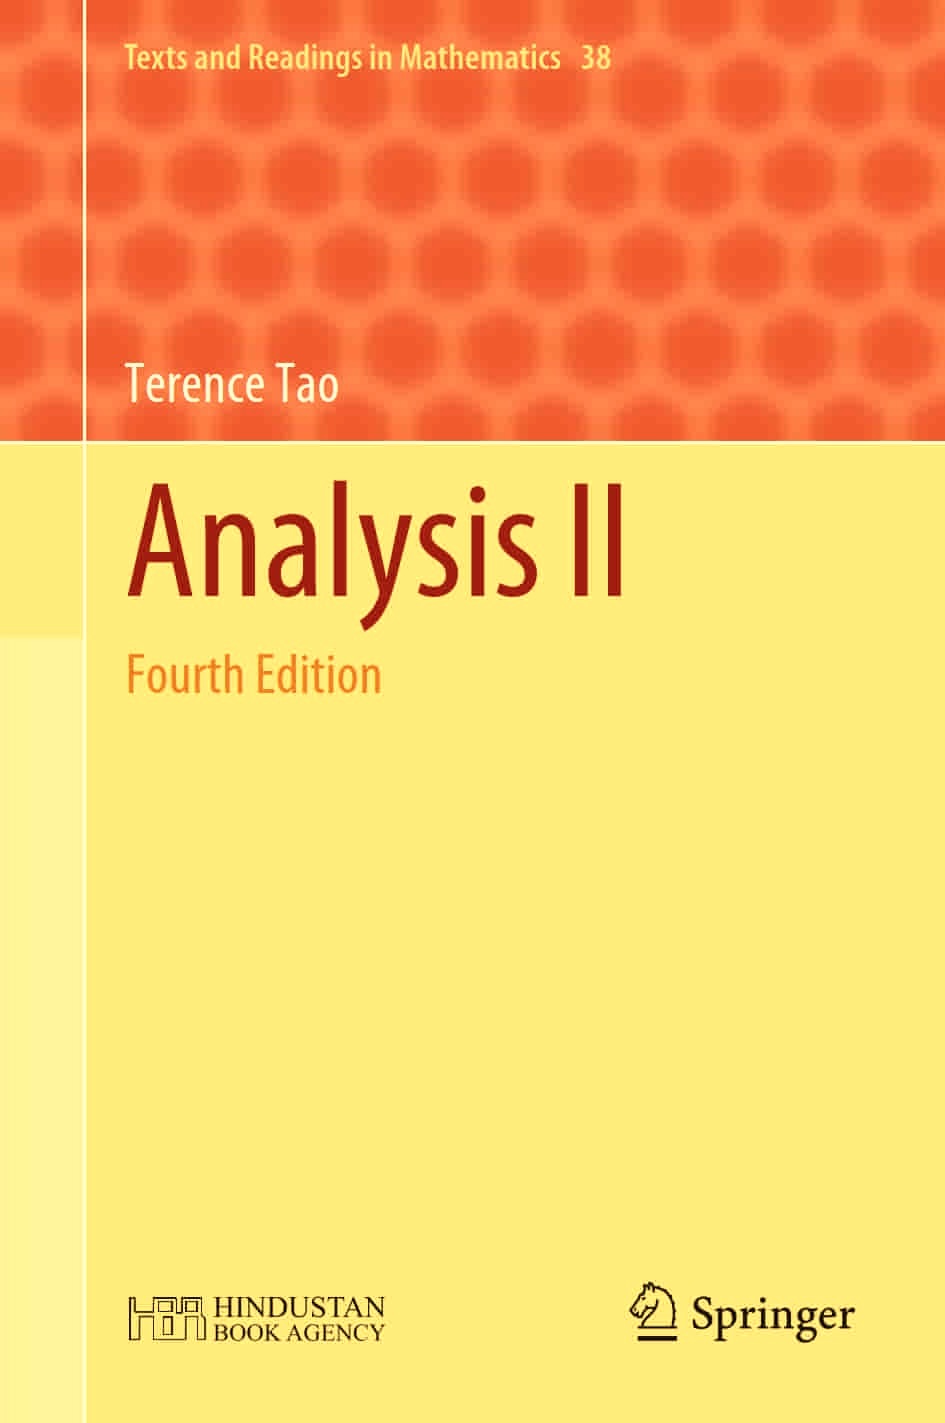 Texts and Readings in Mathematics 38
Terence Tao
Analysis II
Fourth Edition
HINDUSTAN
BOOK AGENCY
Springer